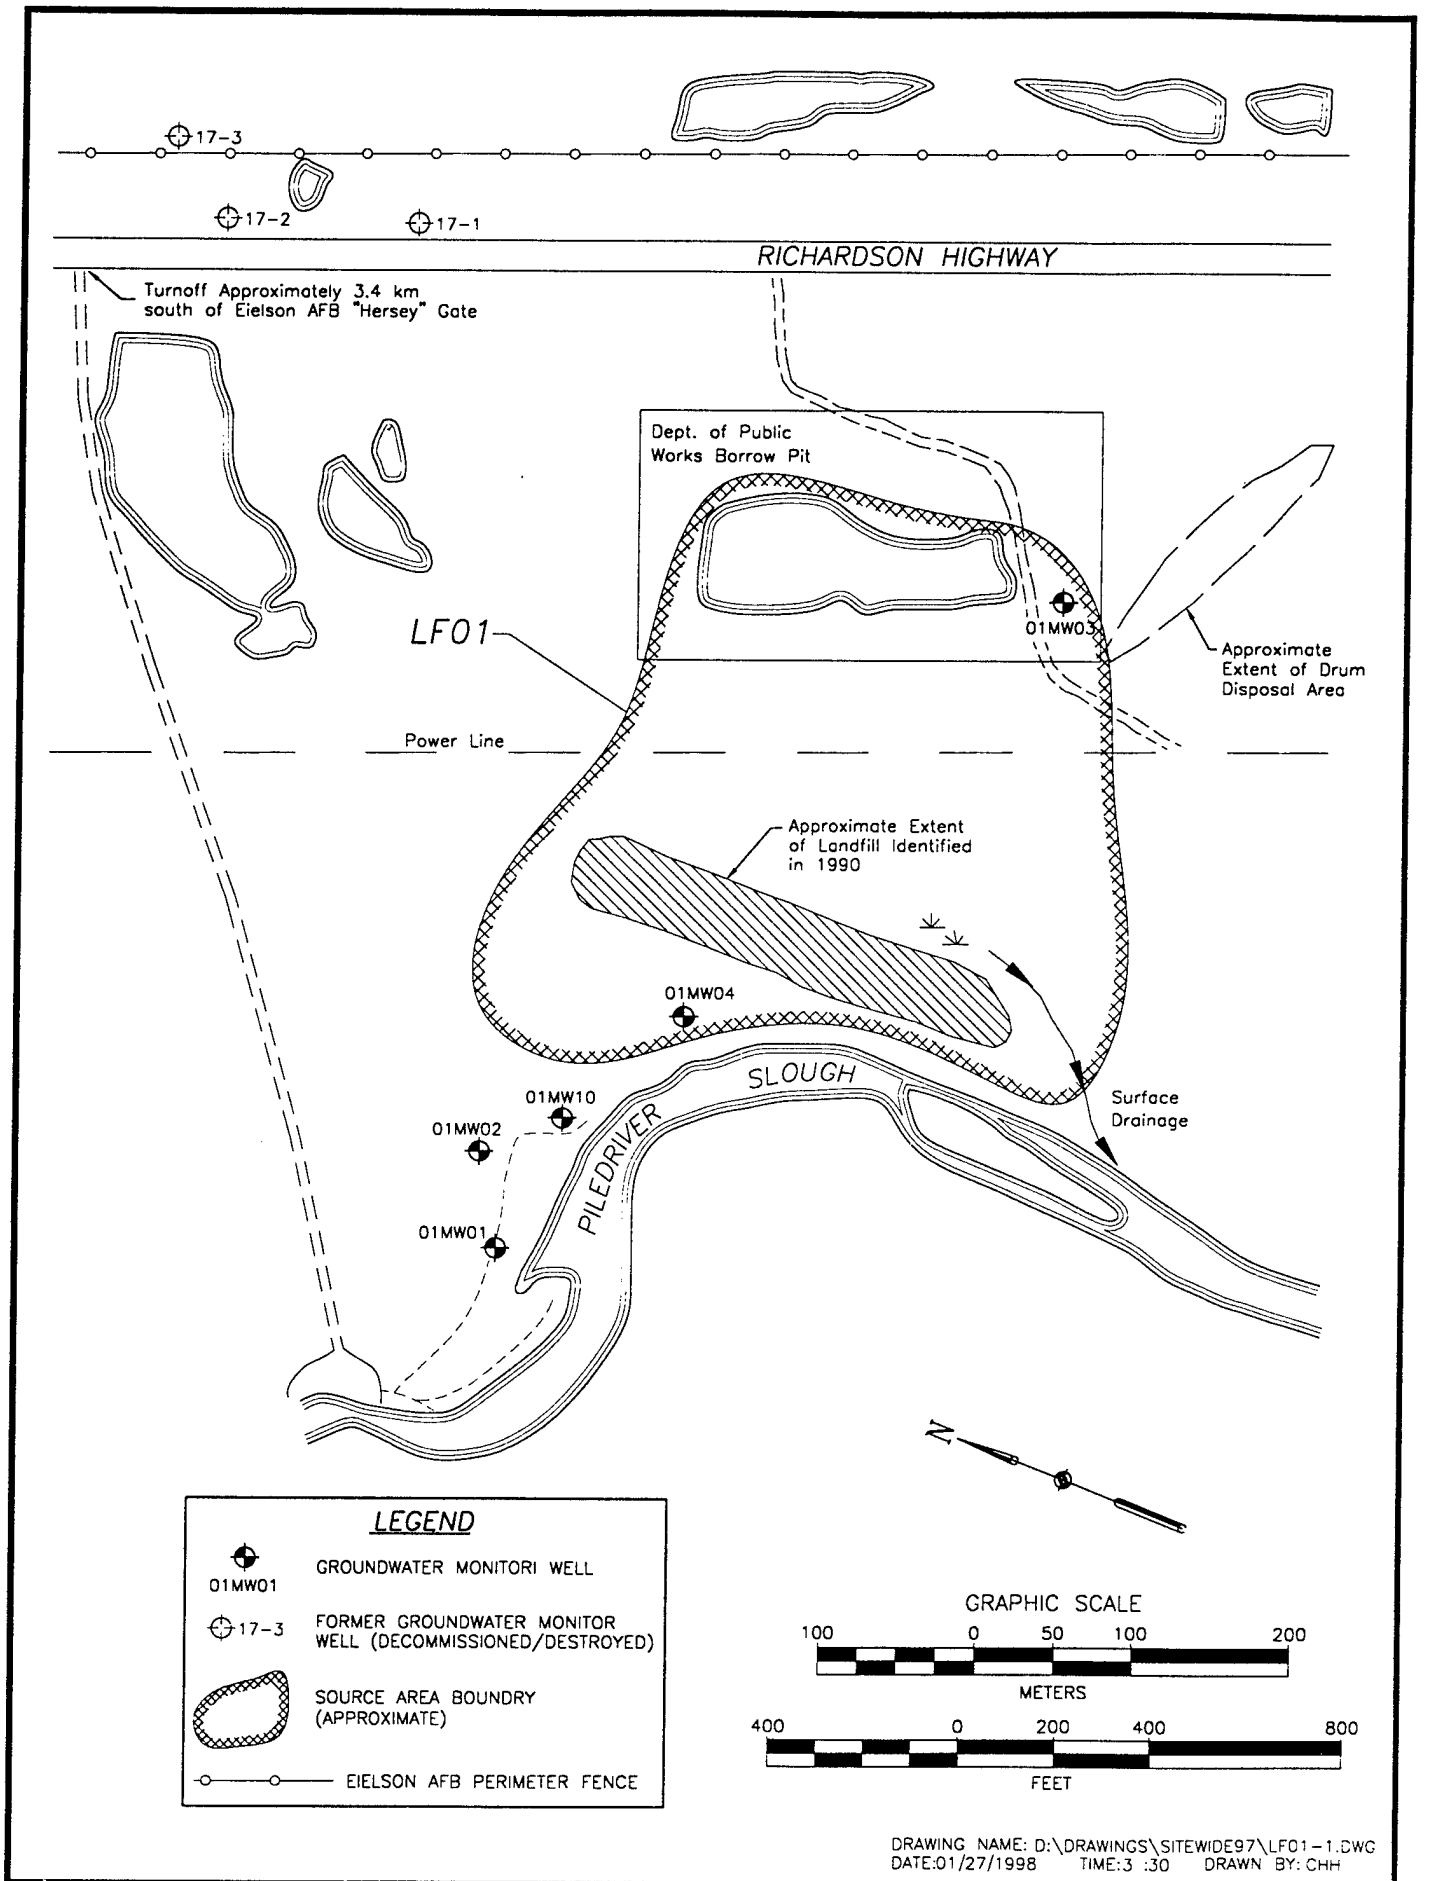 17-3
17-2
17-1
RICHARDSON HIGHWAY
Turnoff Approximately 3.4 km
south of Eielson AFB "Hersey" Gate
Dept. of Public
Works Borrow Pit
LF01
01MW03
Approximate
Extent of Drum
Disposal Area
Power Line
Approximate Extent
of Landfill Identified
in 1990
01MW04
SLOUGH
PILEDRIVER
01MW10
01MW02
01MW01
Surface
Drainage
N
LEGEND
01MW01
GROUNDWATER MONITORI WELL
17-3
FORMER GROUNDWATER MONITOR
WELL (DECOMMISSIONED/DESTROYED)
SOURCE AREA BOUNDRY
(APPROXIMATE)
EIELSON AFB PERIMETER FENCE
GRAPHIC SCALE
100 0 50 100 200
METERS
400 0 200 400 800
FEET
DRAWING NAME: D:\DRAWINGS\SITEWIDE97\LF01-1.DWG
DATE:01/27/1998 TIME:3 :30 DRAWN BY: CHH